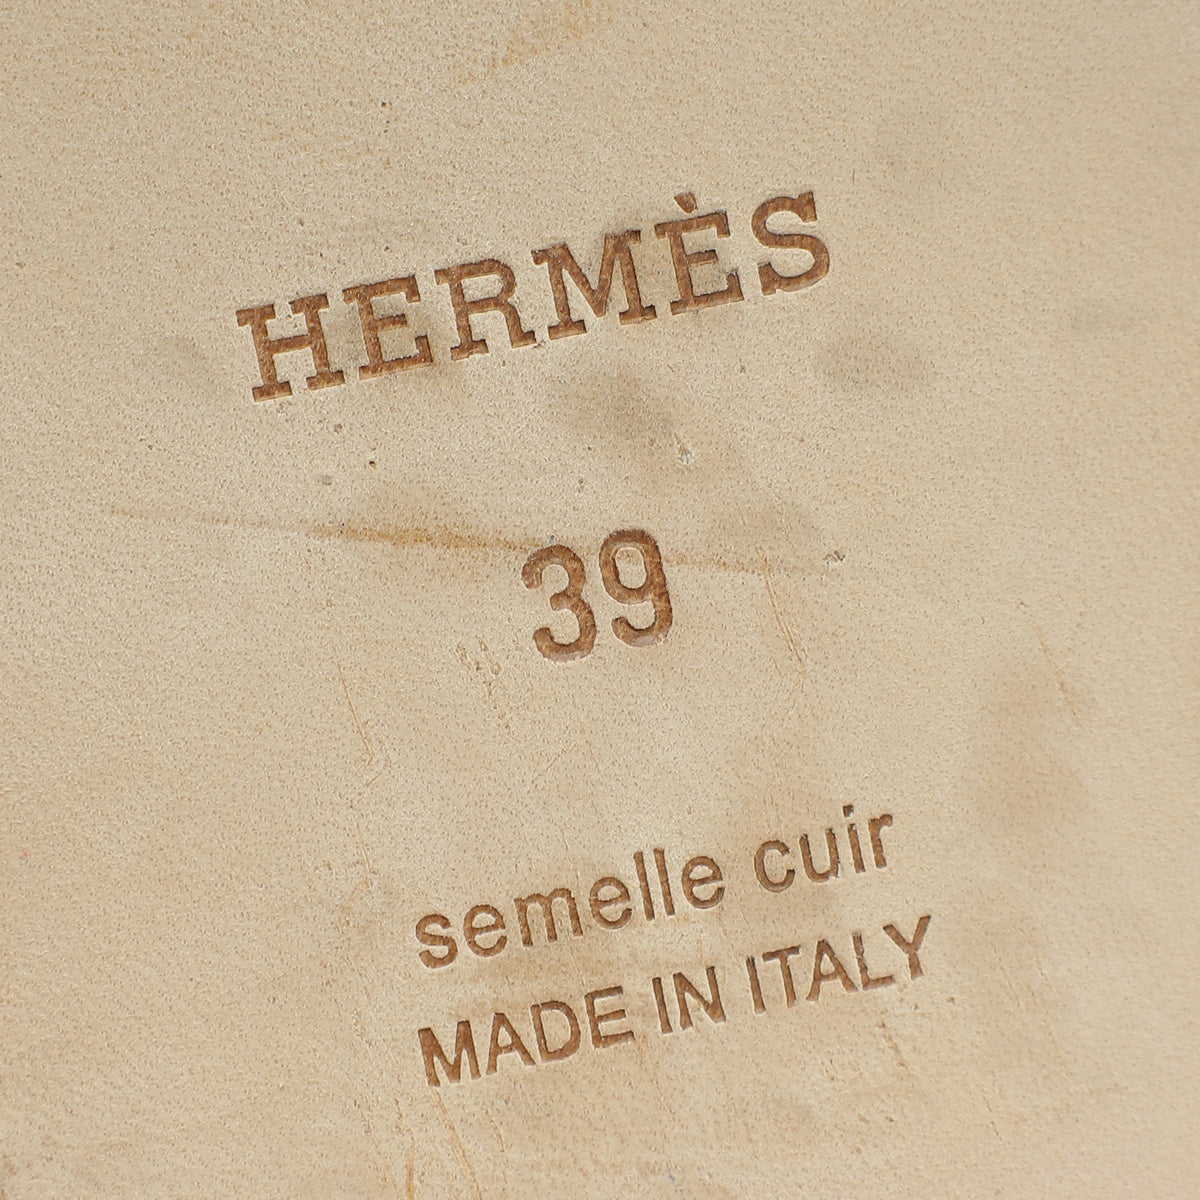 HERMÈS
39
semelle cuir
MADE IN ITALY